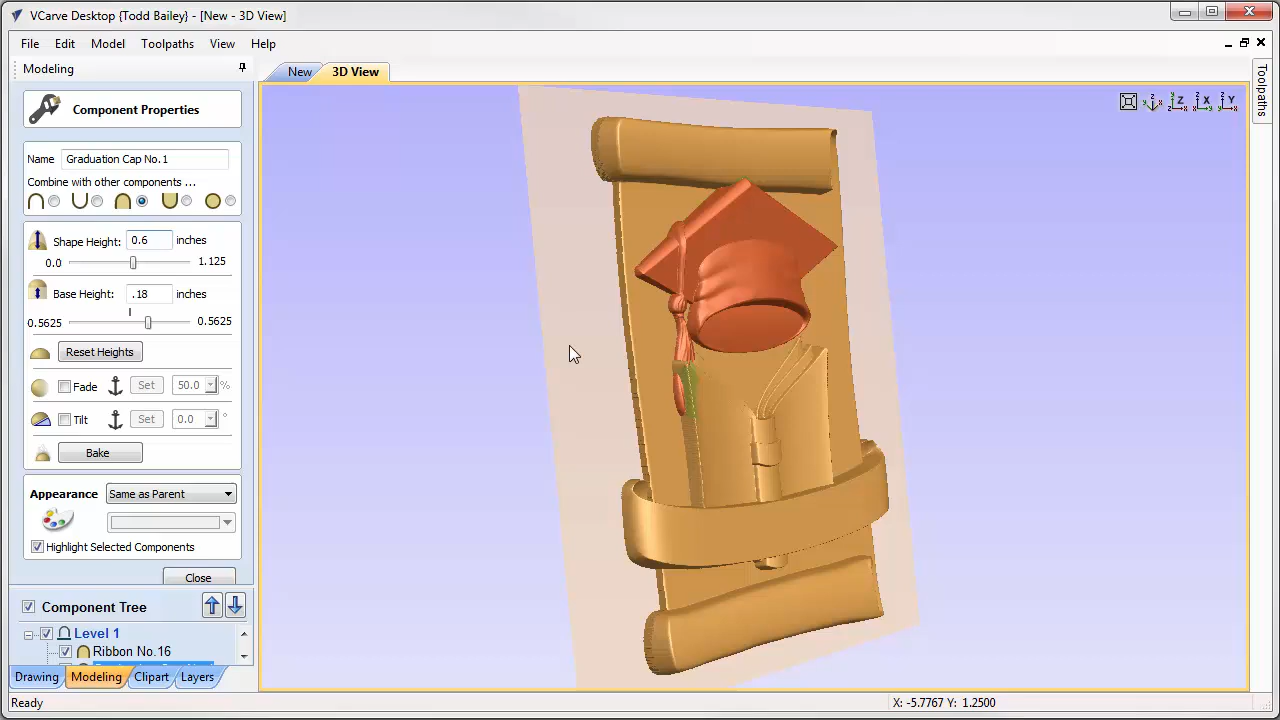 VCarve Desktop {Todd Bailey} - [New - 3D View]
File Edit Model Toolpaths View Help
Modeling
New 3D View
Toolpaths
Component Properties
Name Graduation Cap No.1
Combine with other components ...
Shape Height: 0.6 inches
0.0 1.125
Base Height: .18 inches
0.5625 0.5625
Reset Heights
Fade Set 50.0 %
Tilt Set 0.0 °
Bake
Appearance Same as Parent
Highlight Selected Components
Close
Component Tree
Level 1
Ribbon No.16
Drawing Modeling Clipart Layers
Ready X: -5.7767 Y: 1.2500